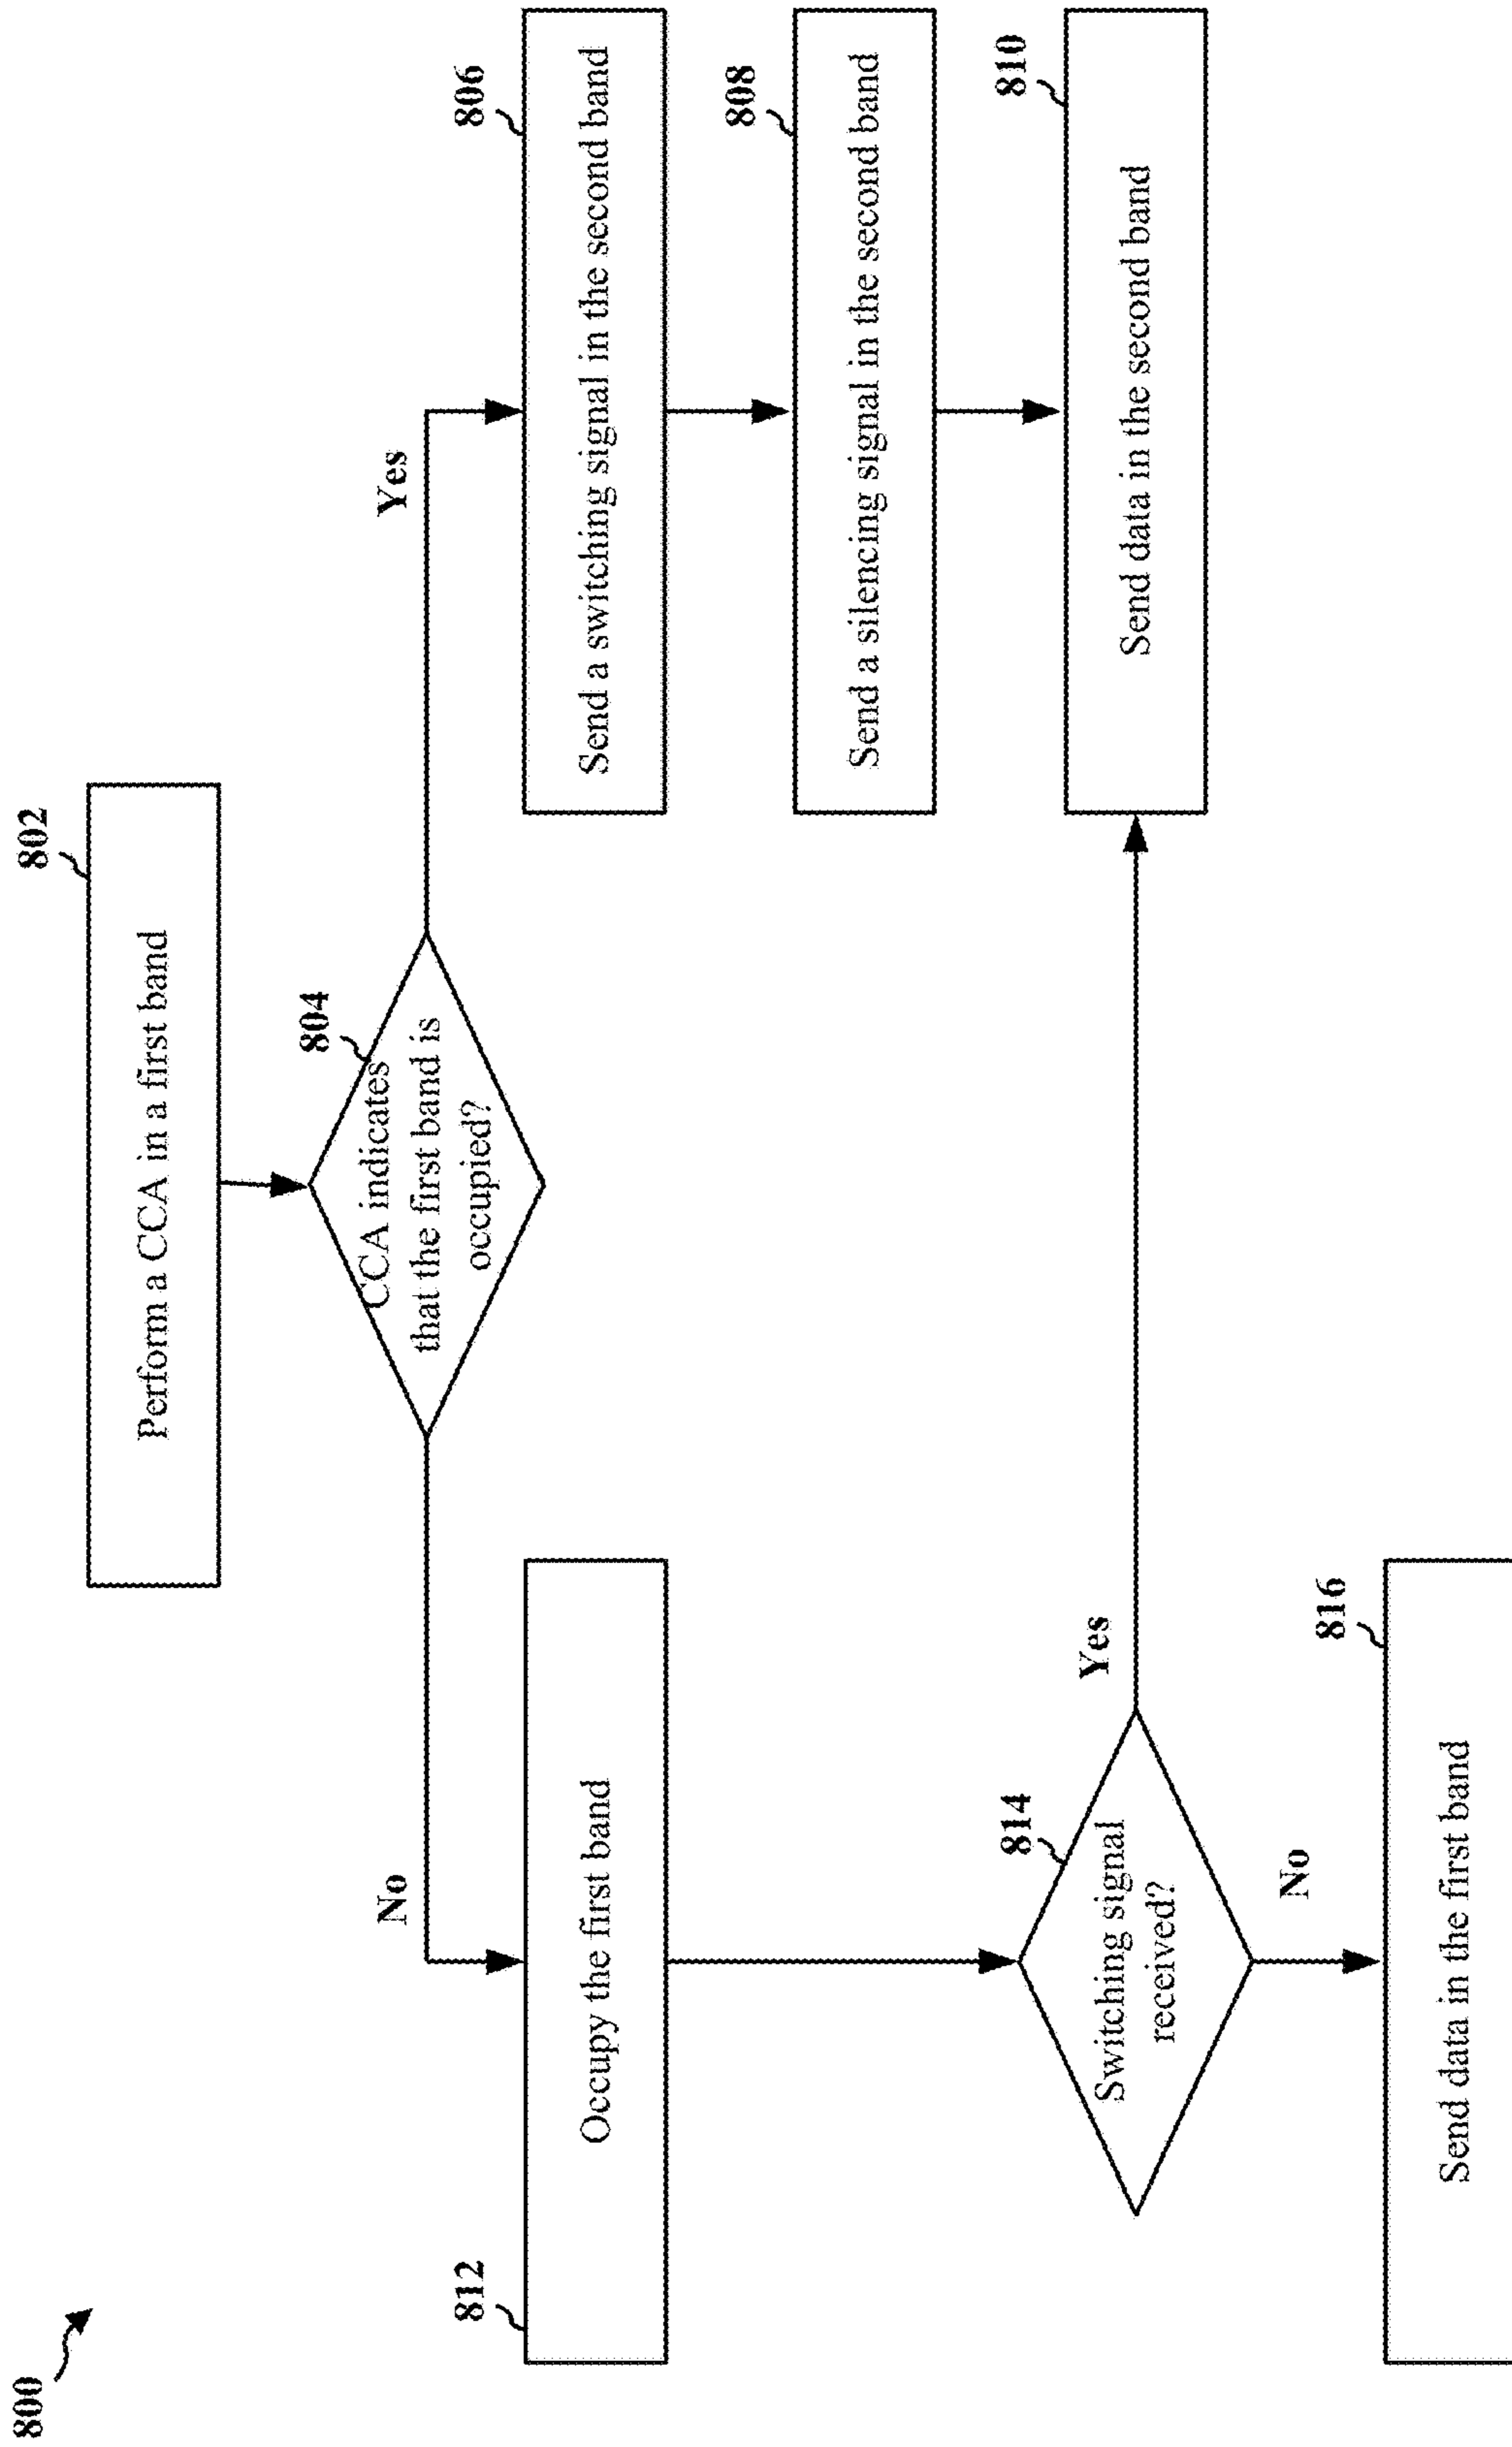 800
802
Perform a CCA in a first band
804
CCA indicates
that the first band is
occupied?
No
Yes
812
Occupy the first band
806
Send a switching signal in the second band
808
Send a silencing signal in the second band
814
Switching signal
received?
Yes
810
Send data in the second band
No
816
Send data in the first band